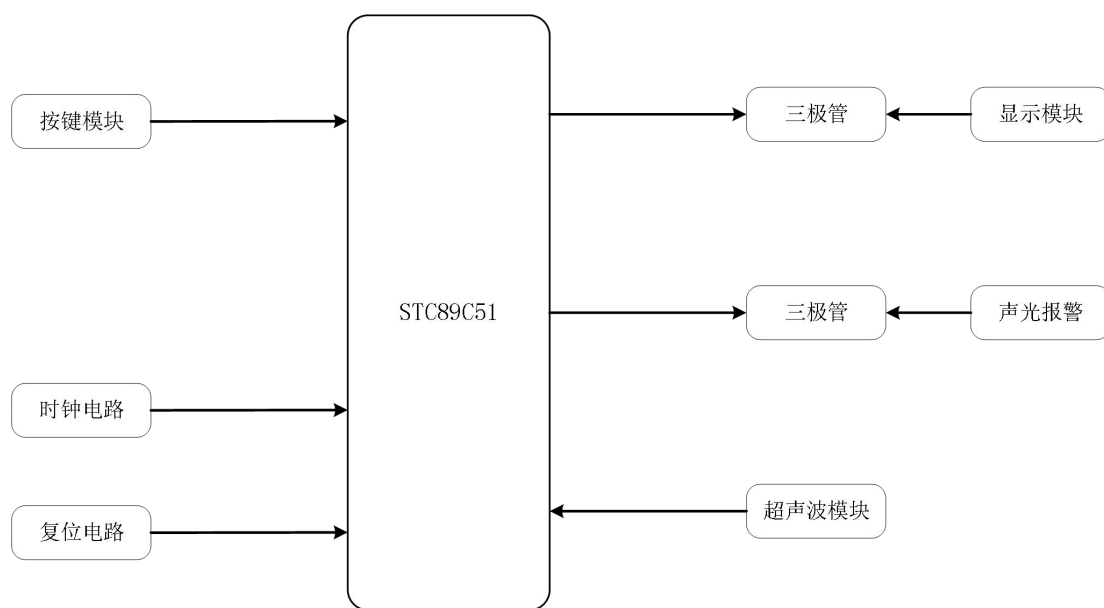 按键模块
三极管
显示模块
STC89C51
三极管
声光报警
时钟电路
复位电路
超声波模块